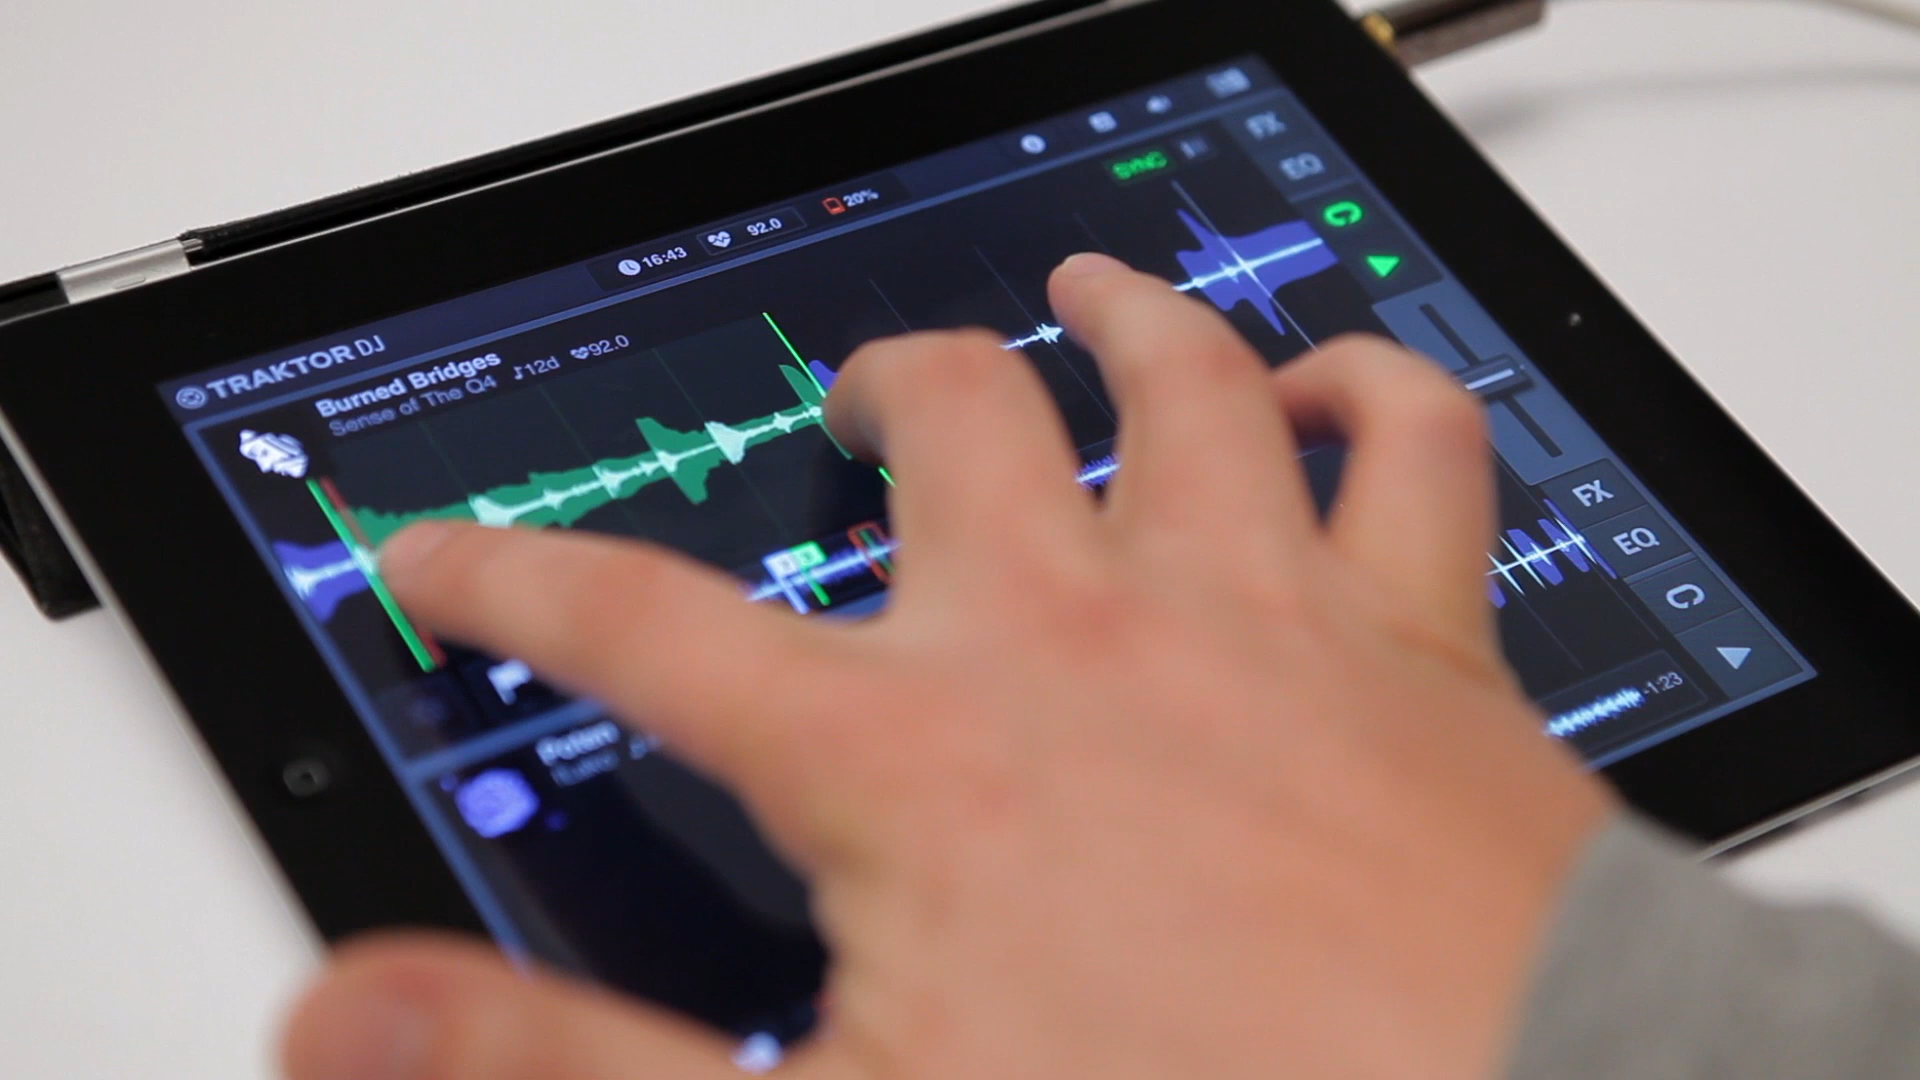 TRAKTOR DJ
16:43
92.0
20%
Burned Bridges
Sense of The Q4
12d
92.0
SYNC
FX
EQ
FX
EQ
-1:23